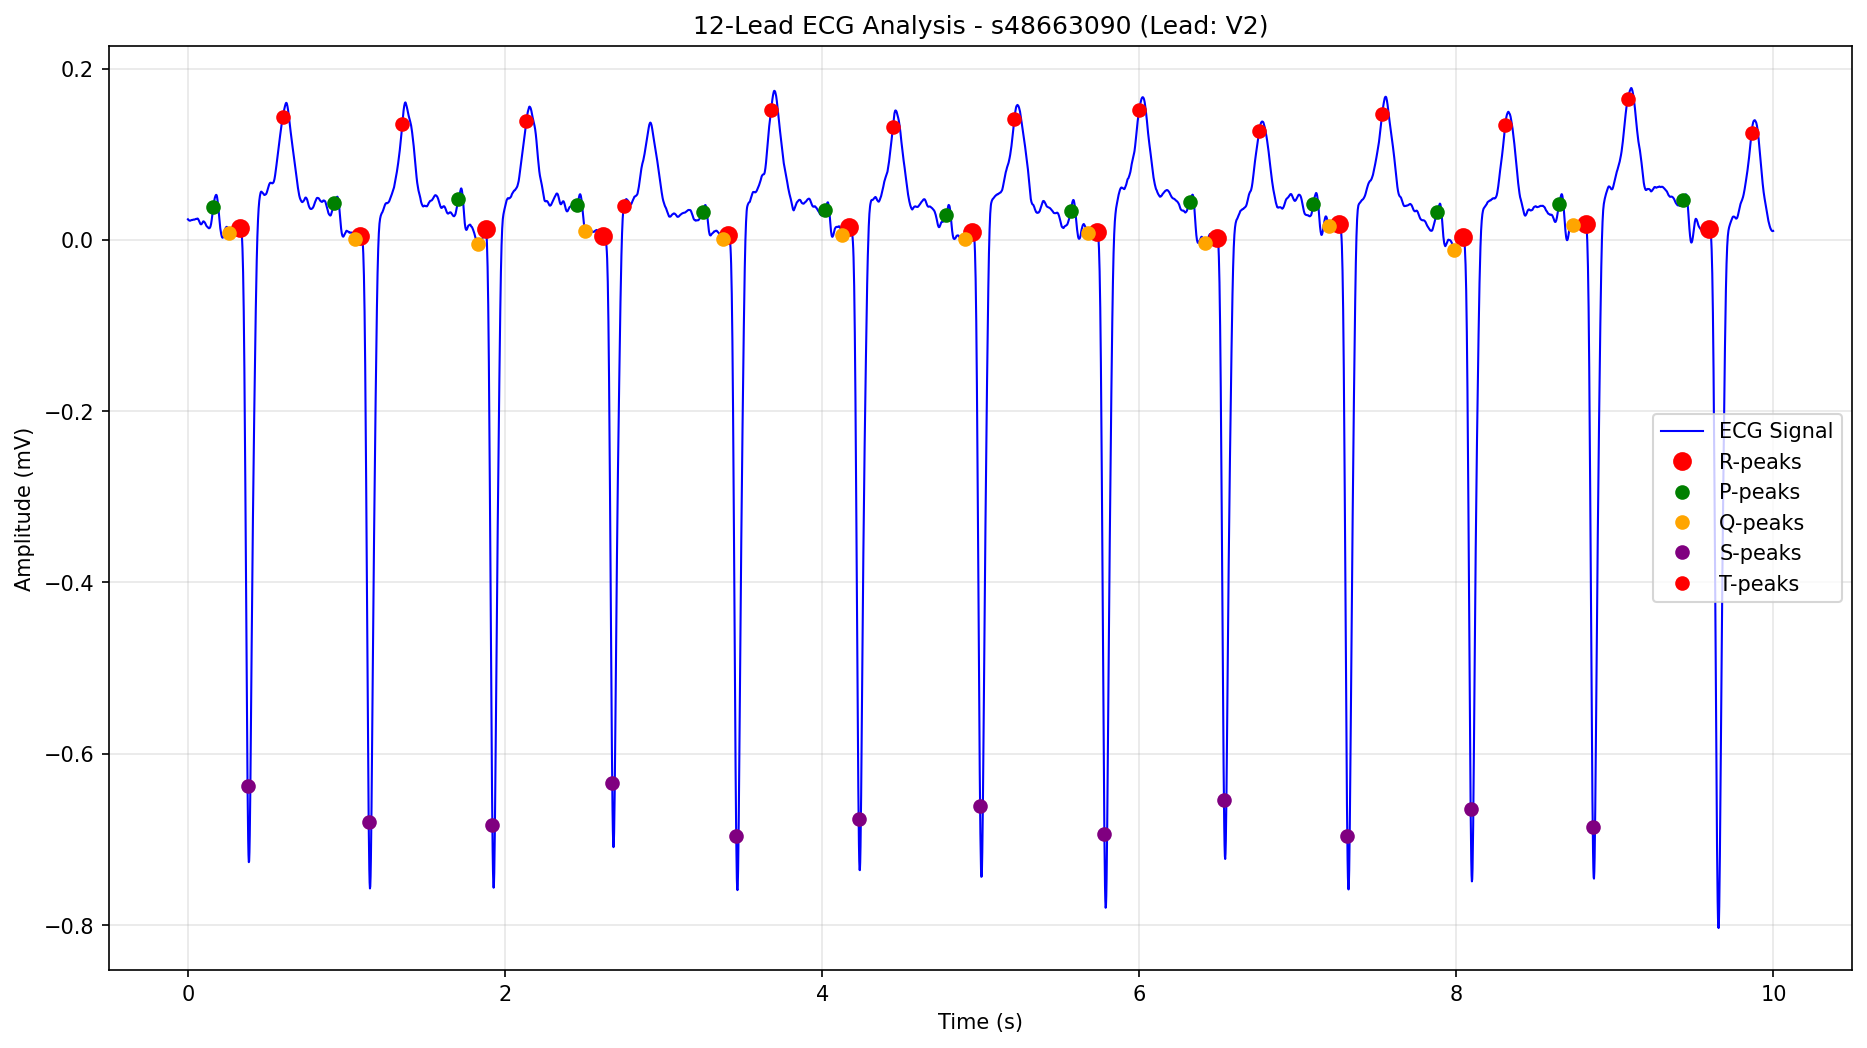 12-Lead ECG Analysis - s48663090 (Lead: V2)
Amplitude (mV)
0.2
0.0
−0.2
−0.4
−0.6
−0.8
ECG Signal
R-peaks
P-peaks
Q-peaks
S-peaks
T-peaks
0 2 4 6 8 10
Time (s)